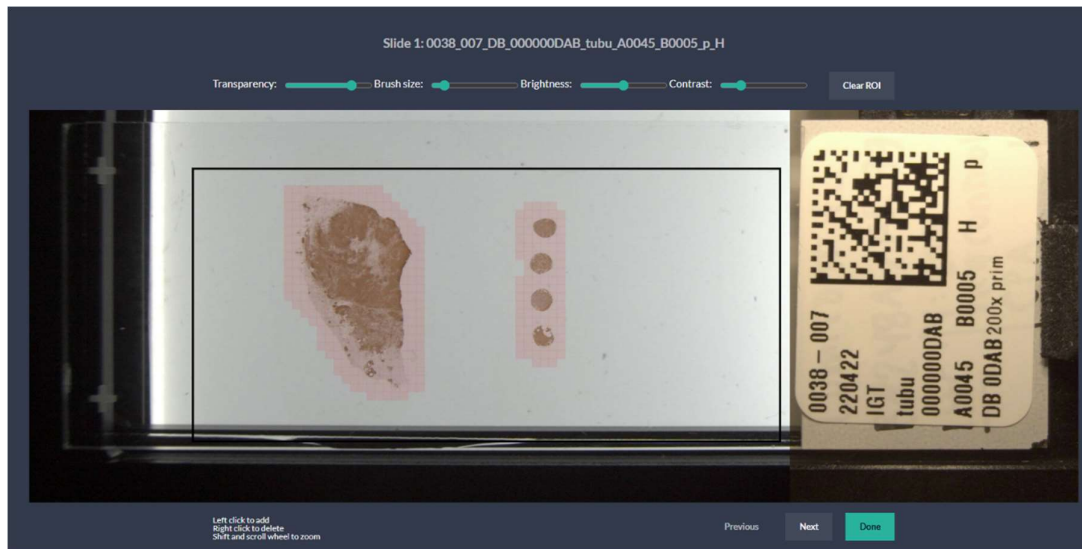 Slide 1: 0038_007_DB_000000DAB_tubu_A0045_B0005_p_H
Transparency: Brush size: Brightness: Contrast: Clear ROI
0038 – 007
220422
IGT
tubu
000000DAB
A0045 B0005 H p
DB 0DAB 200x prim
Left click to add
Right click to delete
Shift and scroll wheel to zoom
Previous Next Done